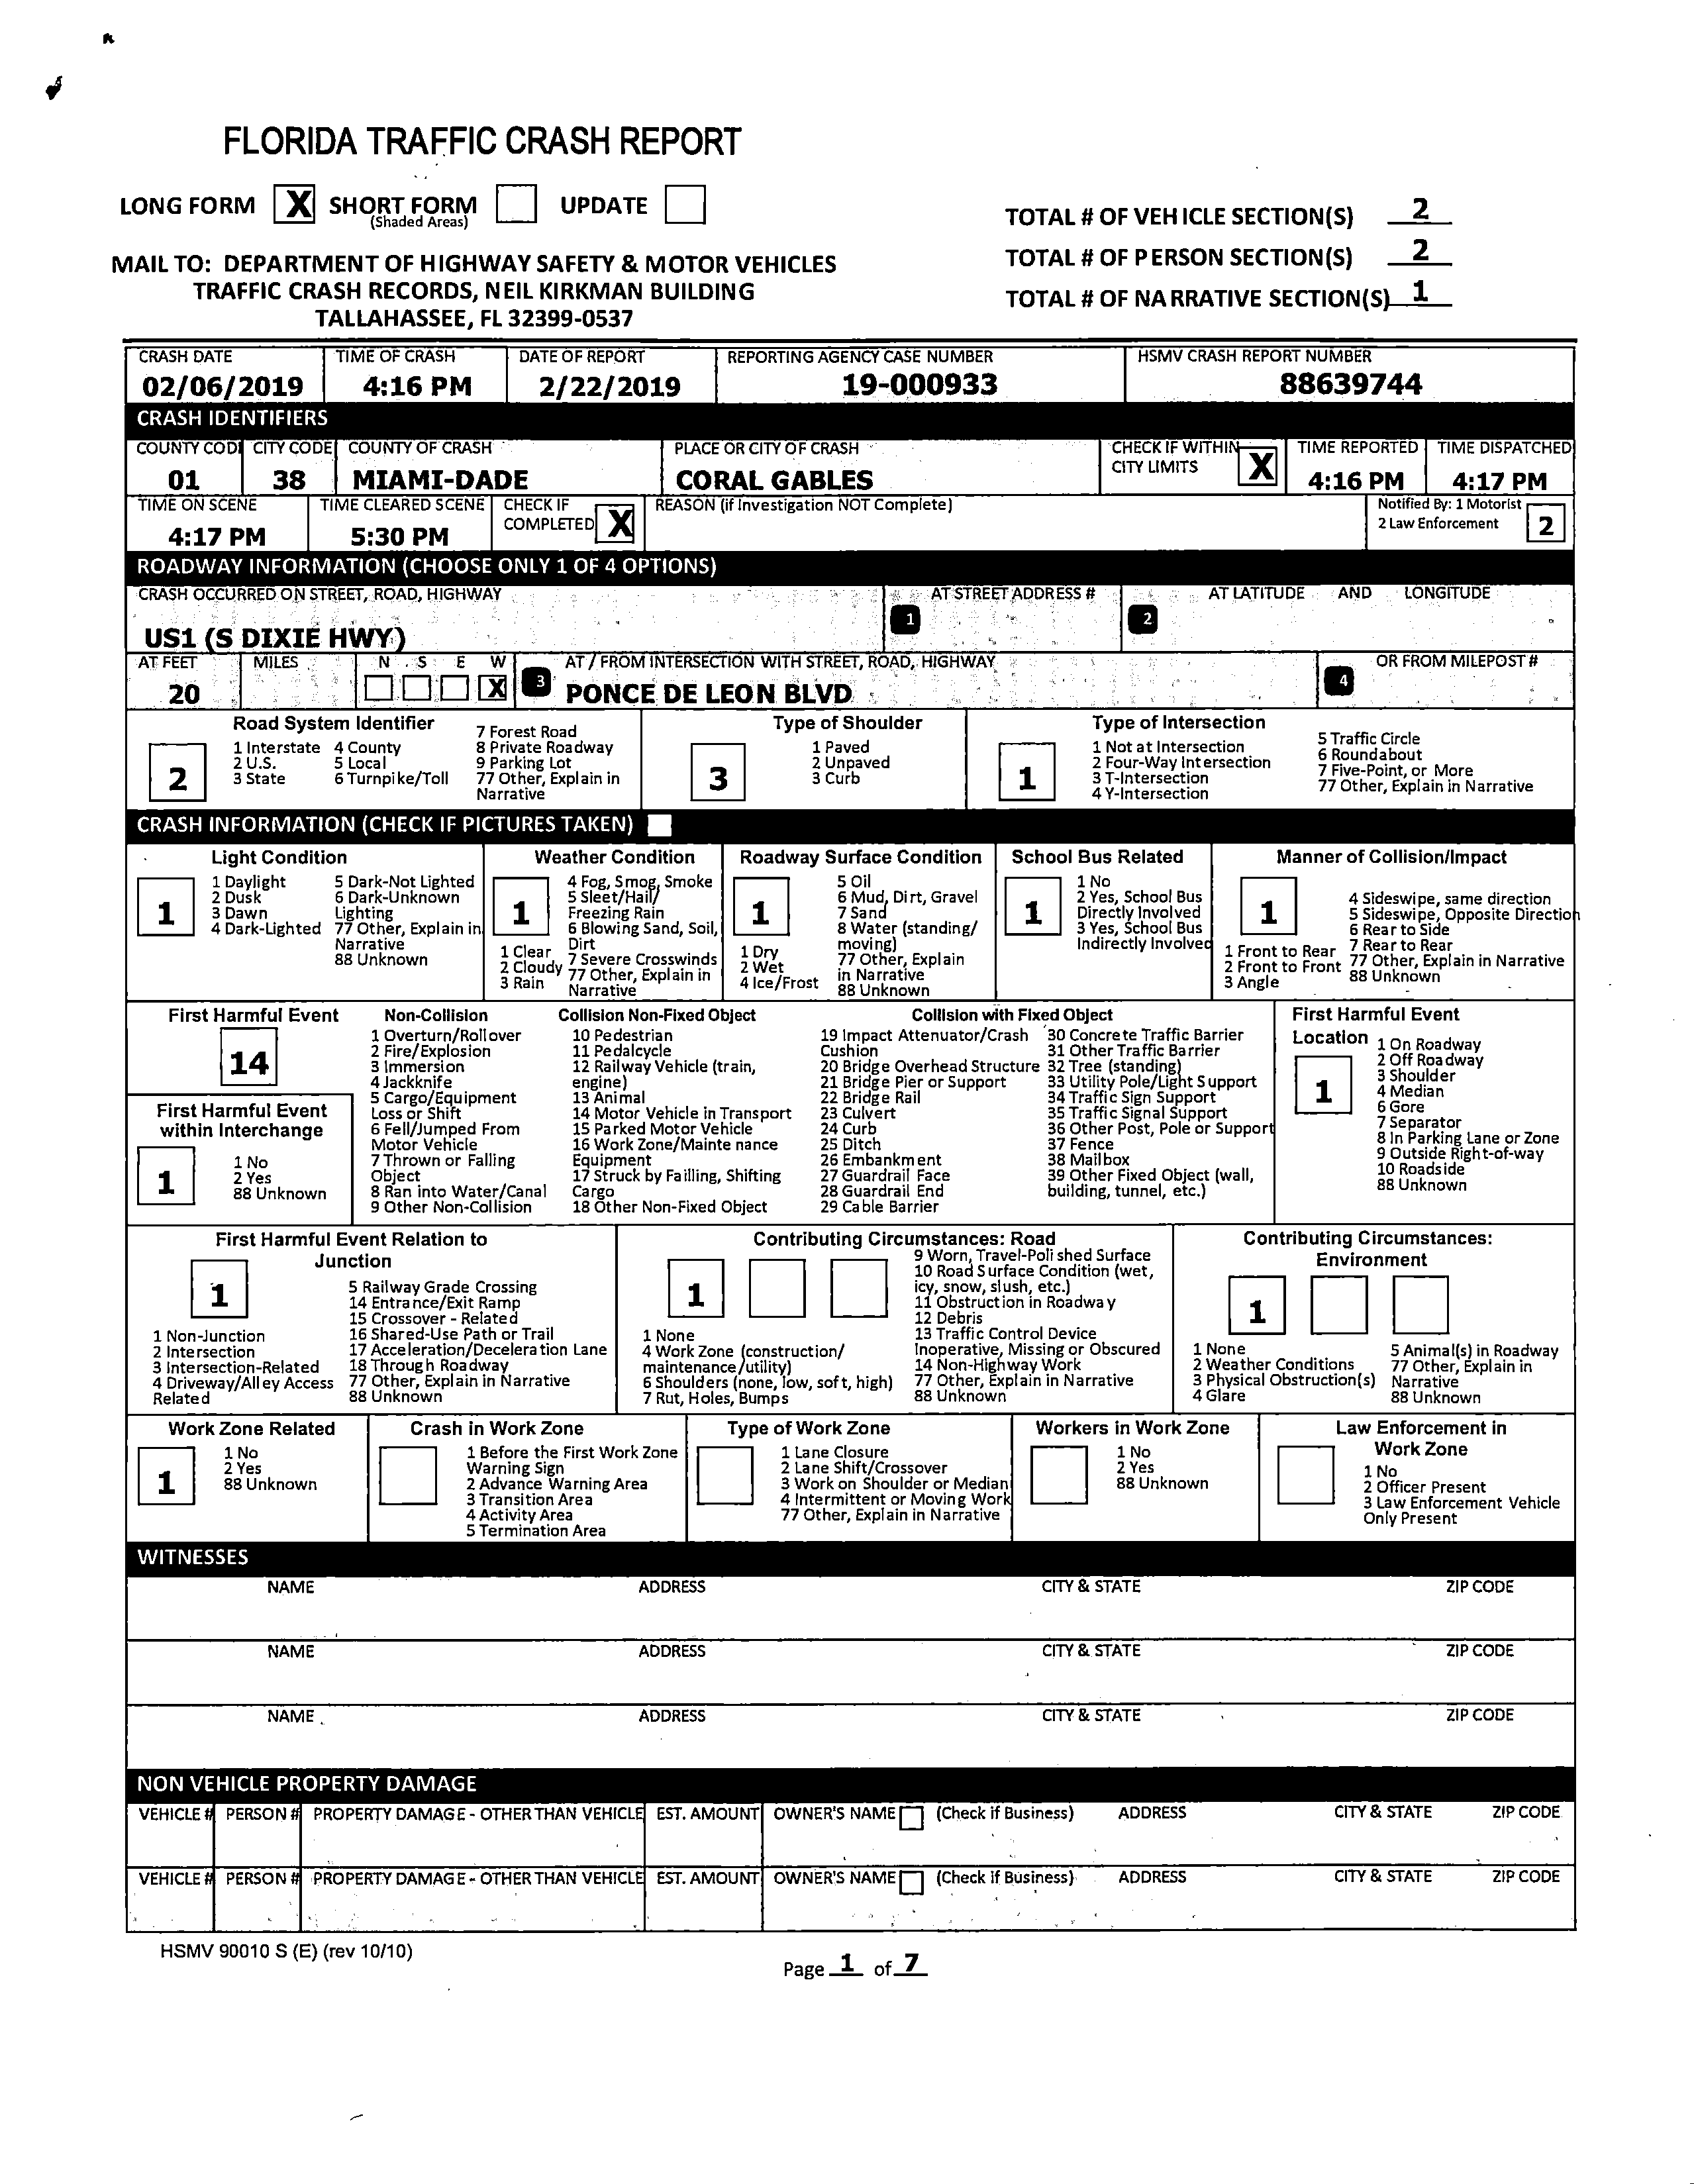 FLORIDA TRAFFIC CRASH REPORT
LONG FORM X SHORT FORM (Shaded Areas) UPDATE
TOTAL # OF VEHICLE SECTION(S) 2
TOTAL # OF PERSON SECTION(S) 2
TOTAL # OF NARRATIVE SECTION(S) 1
MAIL TO: DEPARTMENT OF HIGHWAY SAFETY & MOTOR VEHICLES
TRAFFIC CRASH RECORDS, NEIL KIRKMAN BUILDING
TALLAHASSEE, FL 32399-0537
CRASH DATE TIME OF CRASH DATE OF REPORT REPORTING AGENCY CASE NUMBER HSMV CRASH REPORT NUMBER
02/06/2019 4:16 PM 2/22/2019 19-000933 88639744
CRASH IDENTIFIERS
COUNTY COD CITY CODE COUNTY OF CRASH PLACE OR CITY OF CRASH CHECK IF WITHIN CITY LIMITS X TIME REPORTED TIME DISPATCHED
01 38 MIAMI-DADE CORAL GABLES 4:16 PM 4:17 PM
TIME ON SCENE TIME CLEARED SCENE CHECK IF COMPLETED X REASON (if Investigation NOT Complete) Notified By: 1 Motorist
2 Law Enforcement 2
4:17 PM 5:30 PM
ROADWAY INFORMATION (CHOOSE ONLY 1 OF 4 OPTIONS)
CRASH OCCURRED ON STREET, ROAD, HIGHWAY 1 AT STREET ADDRESS # 2 AT LATITUDE AND LONGITUDE
US1 (S DIXIE HWY)
AT FEET MILES N S E W AT / FROM INTERSECTION WITH STREET, ROAD, HIGHWAY OR FROM MILEPOST #
20 X 3 PONCE DE LEON BLVD 4
Road System Identifier
2
1 Interstate
2 U.S.
3 State
4 County
5 Local
6 Turnpike/Toll
7 Forest Road
8 Private Roadway
9 Parking Lot
77 Other, Explain in
Narrative
Type of Shoulder
3
1 Paved
2 Unpaved
3 Curb
Type of Intersection
1
1 Not at Intersection
2 Four-Way Intersection
3 T-Intersection
4 Y-Intersection
5 Traffic Circle
6 Roundabout
7 Five-Point, or More
77 Other, Explain in Narrative
CRASH INFORMATION (CHECK IF PICTURES TAKEN)
Light Condition
1
1 Daylight
2 Dusk
3 Dawn
4 Dark-Lighted
5 Dark-Not Lighted
6 Dark-Unknown
Lighting
77 Other, Explain in
Narrative
88 Unknown
Weather Condition
1
1 Clear
2 Cloudy
3 Rain
4 Fog, Smog, Smoke
5 Sleet/Hail/
Freezing Rain
6 Blowing Sand, Soil,
Dirt
7 Severe Crosswinds
77 Other, Explain in
Narrative
Roadway Surface Condition
1
1 Dry
2 Wet
4 Ice/Frost
5 Oil
6 Mud, Dirt, Gravel
7 Sand
8 Water (standing/
moving)
77 Other, Explain
in Narrative
88 Unknown
School Bus Related
1
1 No
2 Yes, School Bus
Directly Involved
3 Yes, School Bus
Indirectly Involved
Manner of Collision/Impact
1
1 Front to Rear
2 Front to Front
3 Angle
4 Sideswipe, same direction
5 Sideswipe, Opposite Direction
6 Rear to Side
7 Rear to Rear
77 Other, Explain in Narrative
88 Unknown
First Harmful Event
14
First Harmful Event
within Interchange
1
1 No
2 Yes
88 Unknown
Non-Collision
1 Overturn/Rollover
2 Fire/Explosion
3 Immersion
4 Jackknife
5 Cargo/Equipment
Loss or Shift
6 Fell/Jumped From
Motor Vehicle
7 Thrown or Falling
Object
8 Ran into Water/Canal
9 Other Non-Collision
Collision Non-Fixed Object
10 Pedestrian
11 Pedalcycle
12 Railway Vehicle (train,
engine)
13 Animal
14 Motor Vehicle in Transport
15 Parked Motor Vehicle
16 Work Zone/Mainte nance
Equipment
17 Struck by Failling, Shifting
Cargo
18 Other Non-Fixed Object
Collision with Fixed Object
19 Impact Attenuator/Crash
Cushion
20 Bridge Overhead Structure
21 Bridge Pier or Support
22 Bridge Rail
23 Culvert
24 Curb
25 Ditch
26 Embankment
27 Guardrail Face
28 Guardrail End
29 Cable Barrier
30 Concrete Traffic Barrier
31 Other Traffic Barrier
32 Tree (standing)
33 Utility Pole/Light Support
34 Traffic Sign Support
35 Traffic Signal Support
36 Other Post, Pole or Support
37 Fence
38 Mailbox
39 Other Fixed Object (wall,
building, tunnel, etc.)
First Harmful Event
Location
1
1 On Roadway
2 Off Roadway
3 Shoulder
4 Median
6 Gore
7 Separator
8 In Parking Lane or Zone
9 Outside Right-of-way
10 Roadside
88 Unknown
First Harmful Event Relation to
Junction
1
1 Non-Junction
2 Intersection
3 Intersection-Related
4 Driveway/Alley Access
Related
5 Railway Grade Crossing
14 Entrance/Exit Ramp
15 Crossover - Related
16 Shared-Use Path or Trail
17 Acceleration/Deceleration Lane
18 Through Roadway
77 Other, Explain in Narrative
88 Unknown
Contributing Circumstances: Road
1
1 None
4 Work Zone (construction/
maintenance/utility)
6 Shoulders (none, low, soft, high)
7 Rut, Holes, Bumps
9 Worn, Travel-Polished Surface
10 Road Surface Condition (wet,
icy, snow, slush, etc.)
11 Obstruction in Roadway
12 Debris
13 Traffic Control Device
Inoperative, Missing or Obscured
14 Non-Highway Work
77 Other, Explain in Narrative
88 Unknown
Contributing Circumstances:
Environment
1
1 None
2 Weather Conditions
3 Physical Obstruction(s)
4 Glare
5 Animal(s) in Roadway
77 Other, Explain in
Narrative
88 Unknown
Work Zone Related
1
1 No
2 Yes
88 Unknown
Crash in Work Zone
1 Before the First Work Zone
Warning Sign
2 Advance Warning Area
3 Transition Area
4 Activity Area
5 Termination Area
Type of Work Zone
1 Lane Closure
2 Lane Shift/Crossover
3 Work on Shoulder or Median
4 Intermittent or Moving Work
77 Other, Explain in Narrative
Workers in Work Zone
1 No
2 Yes
88 Unknown
Law Enforcement in
Work Zone
1 No
2 Officer Present
3 Law Enforcement Vehicle
Only Present
WITNESSES
NAME ADDRESS CITY & STATE ZIP CODE
NAME ADDRESS CITY & STATE ZIP CODE
NAME ADDRESS CITY & STATE ZIP CODE
NON VEHICLE PROPERTY DAMAGE
VEHICLE # PERSON # PROPERTY DAMAGE - OTHER THAN VEHICLE EST. AMOUNT OWNER'S NAME (Check if Business) ADDRESS CITY & STATE ZIP CODE
VEHICLE # PERSON # PROPERTY DAMAGE - OTHER THAN VEHICLE EST. AMOUNT OWNER'S NAME (Check if Business) ADDRESS CITY & STATE ZIP CODE
HSMV 90010 S (E) (rev 10/10)
Page 1 of 7